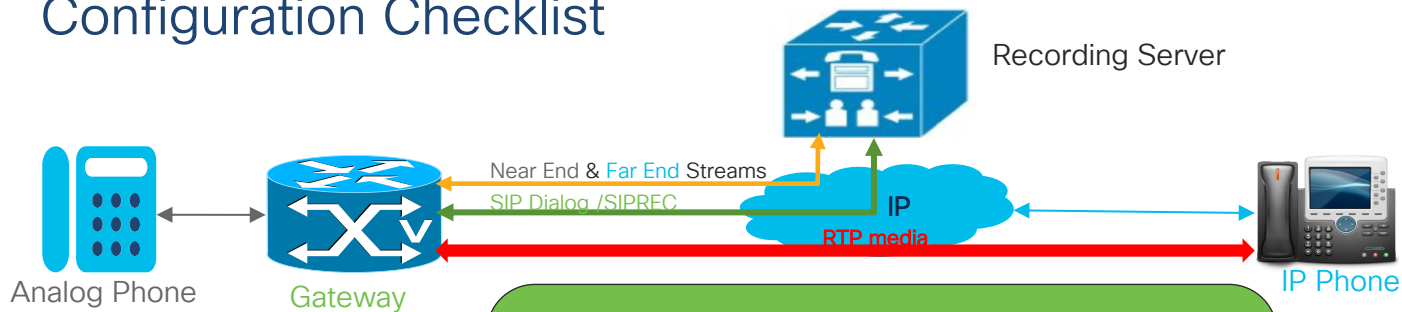 Configuration Checklist
Recording Server
Near End & Far End Streams
SIP Dialog /SIPREC
IP
RTP media
V
Analog Phone
Gateway
IP Phone